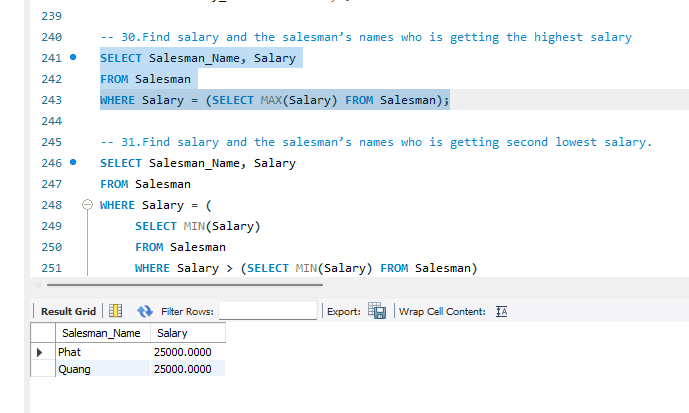 239
240 -- 30.Find salary and the salesman’s names who is getting the highest salary
241 SELECT Salesman_Name, Salary
242 FROM Salesman
243 WHERE Salary = (SELECT MAX(Salary) FROM Salesman);
244
245 -- 31.Find salary and the salesman’s names who is getting second lowest salary.
246 SELECT Salesman_Name, Salary
247 FROM Salesman
248 WHERE Salary = (
249 SELECT MIN(Salary)
250 FROM Salesman
251 WHERE Salary > (SELECT MIN(Salary) FROM Salesman)
Result Grid Filter Rows: Export: Wrap Cell Content:
Salesman_Name Salary
Phat 25000.0000
Quang 25000.0000